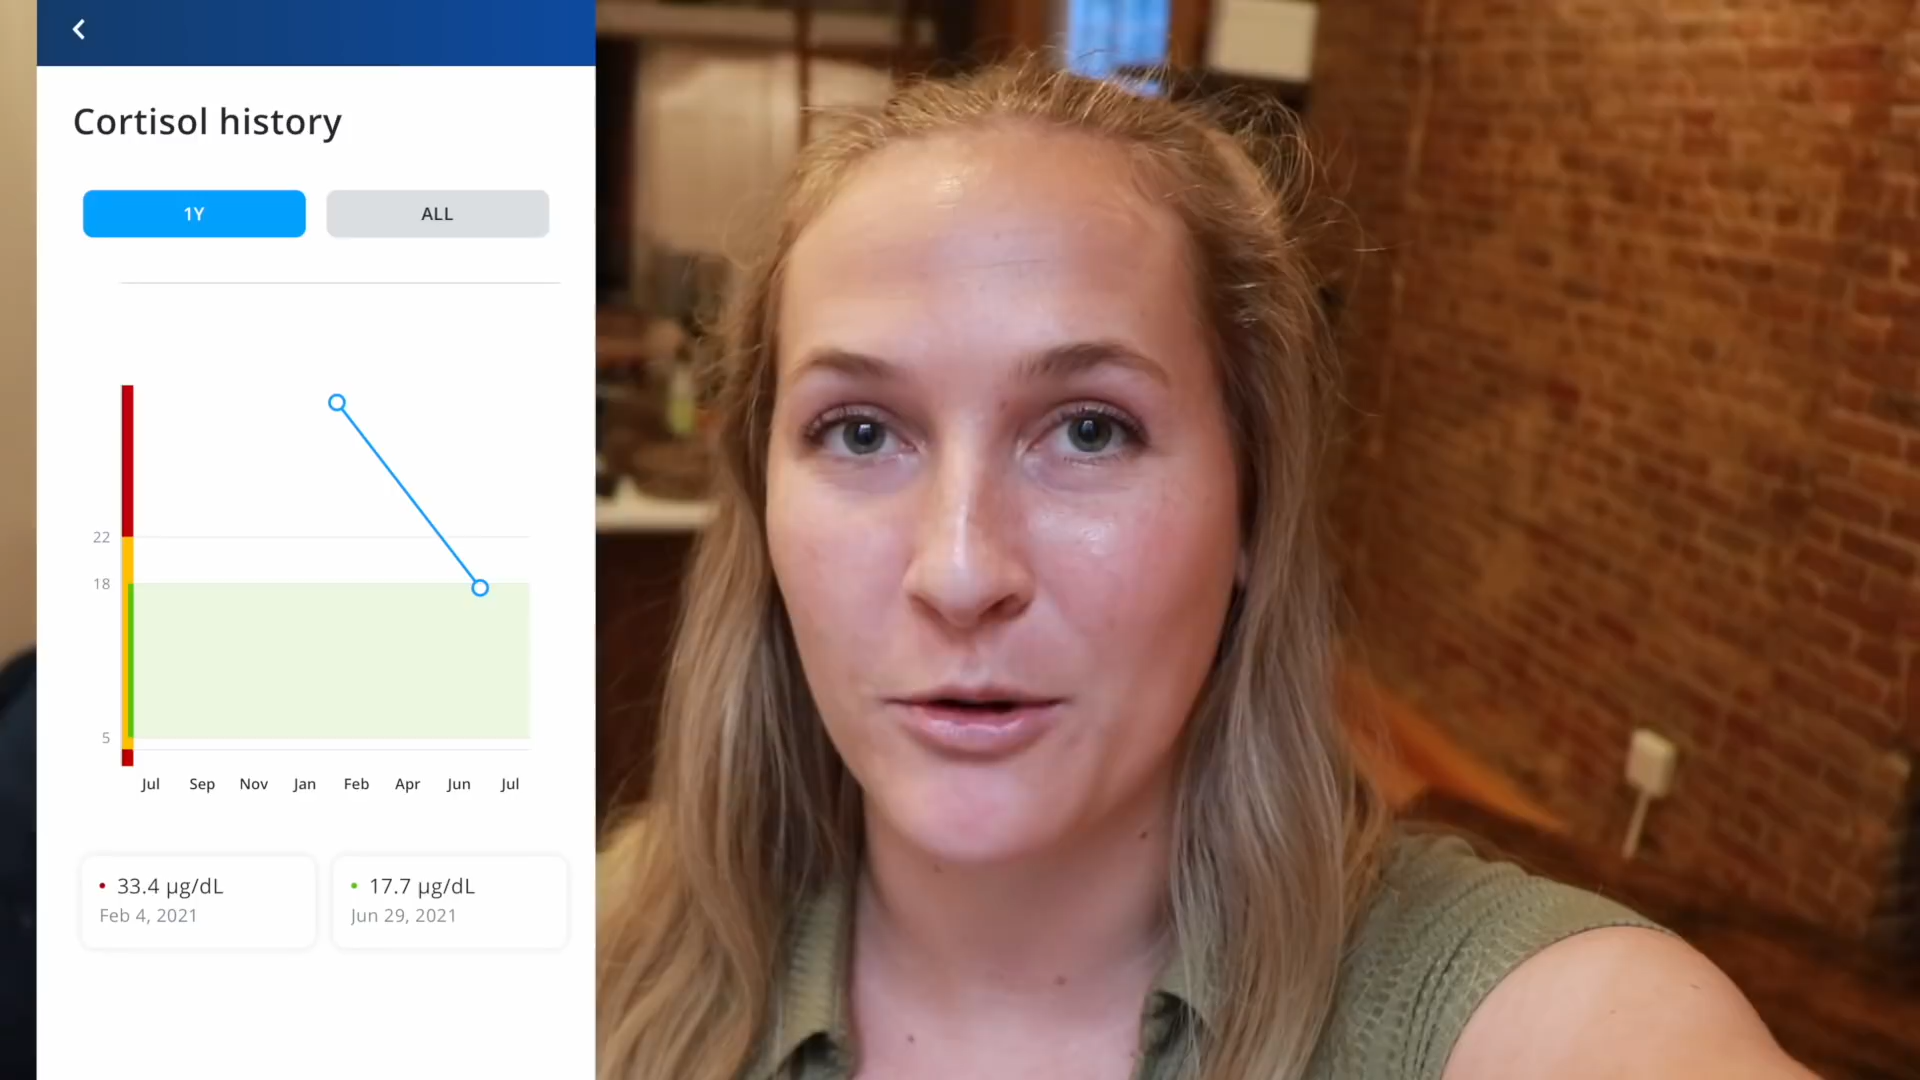 Cortisol history
1Y
ALL
22
18
5
Jul Sep Nov Jan Feb Apr Jun Jul
33.4 µg/dL
Feb 4, 2021
17.7 µg/dL
Jun 29, 2021